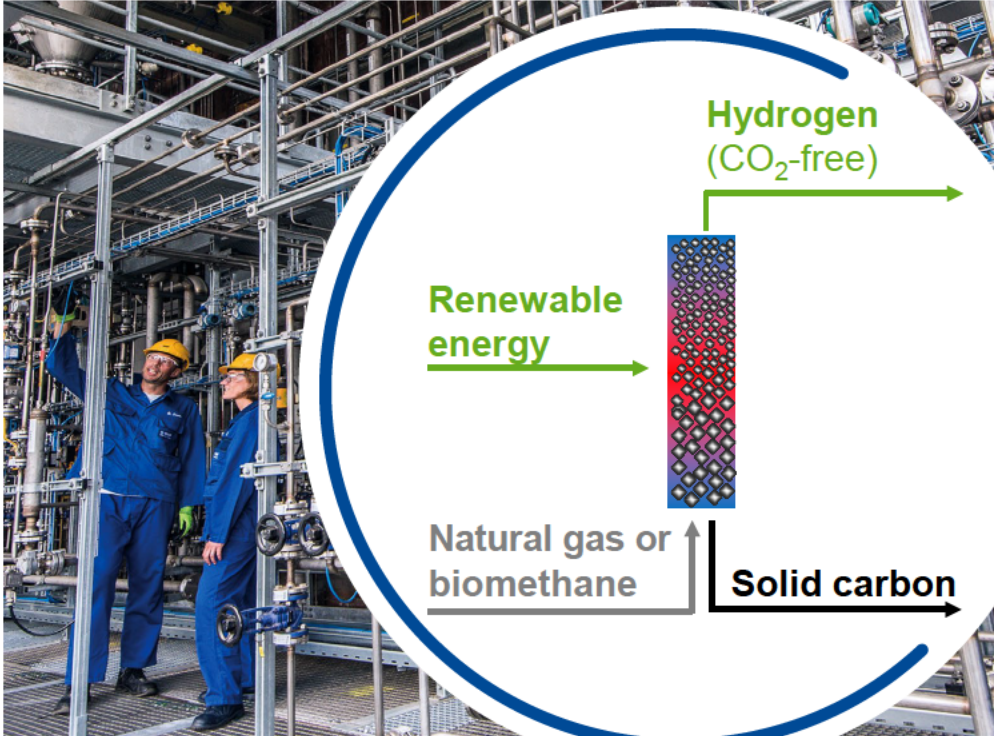 Hydrogen
(CO₂-free)
Renewable
energy
Natural gas or
biomethane
Solid carbon